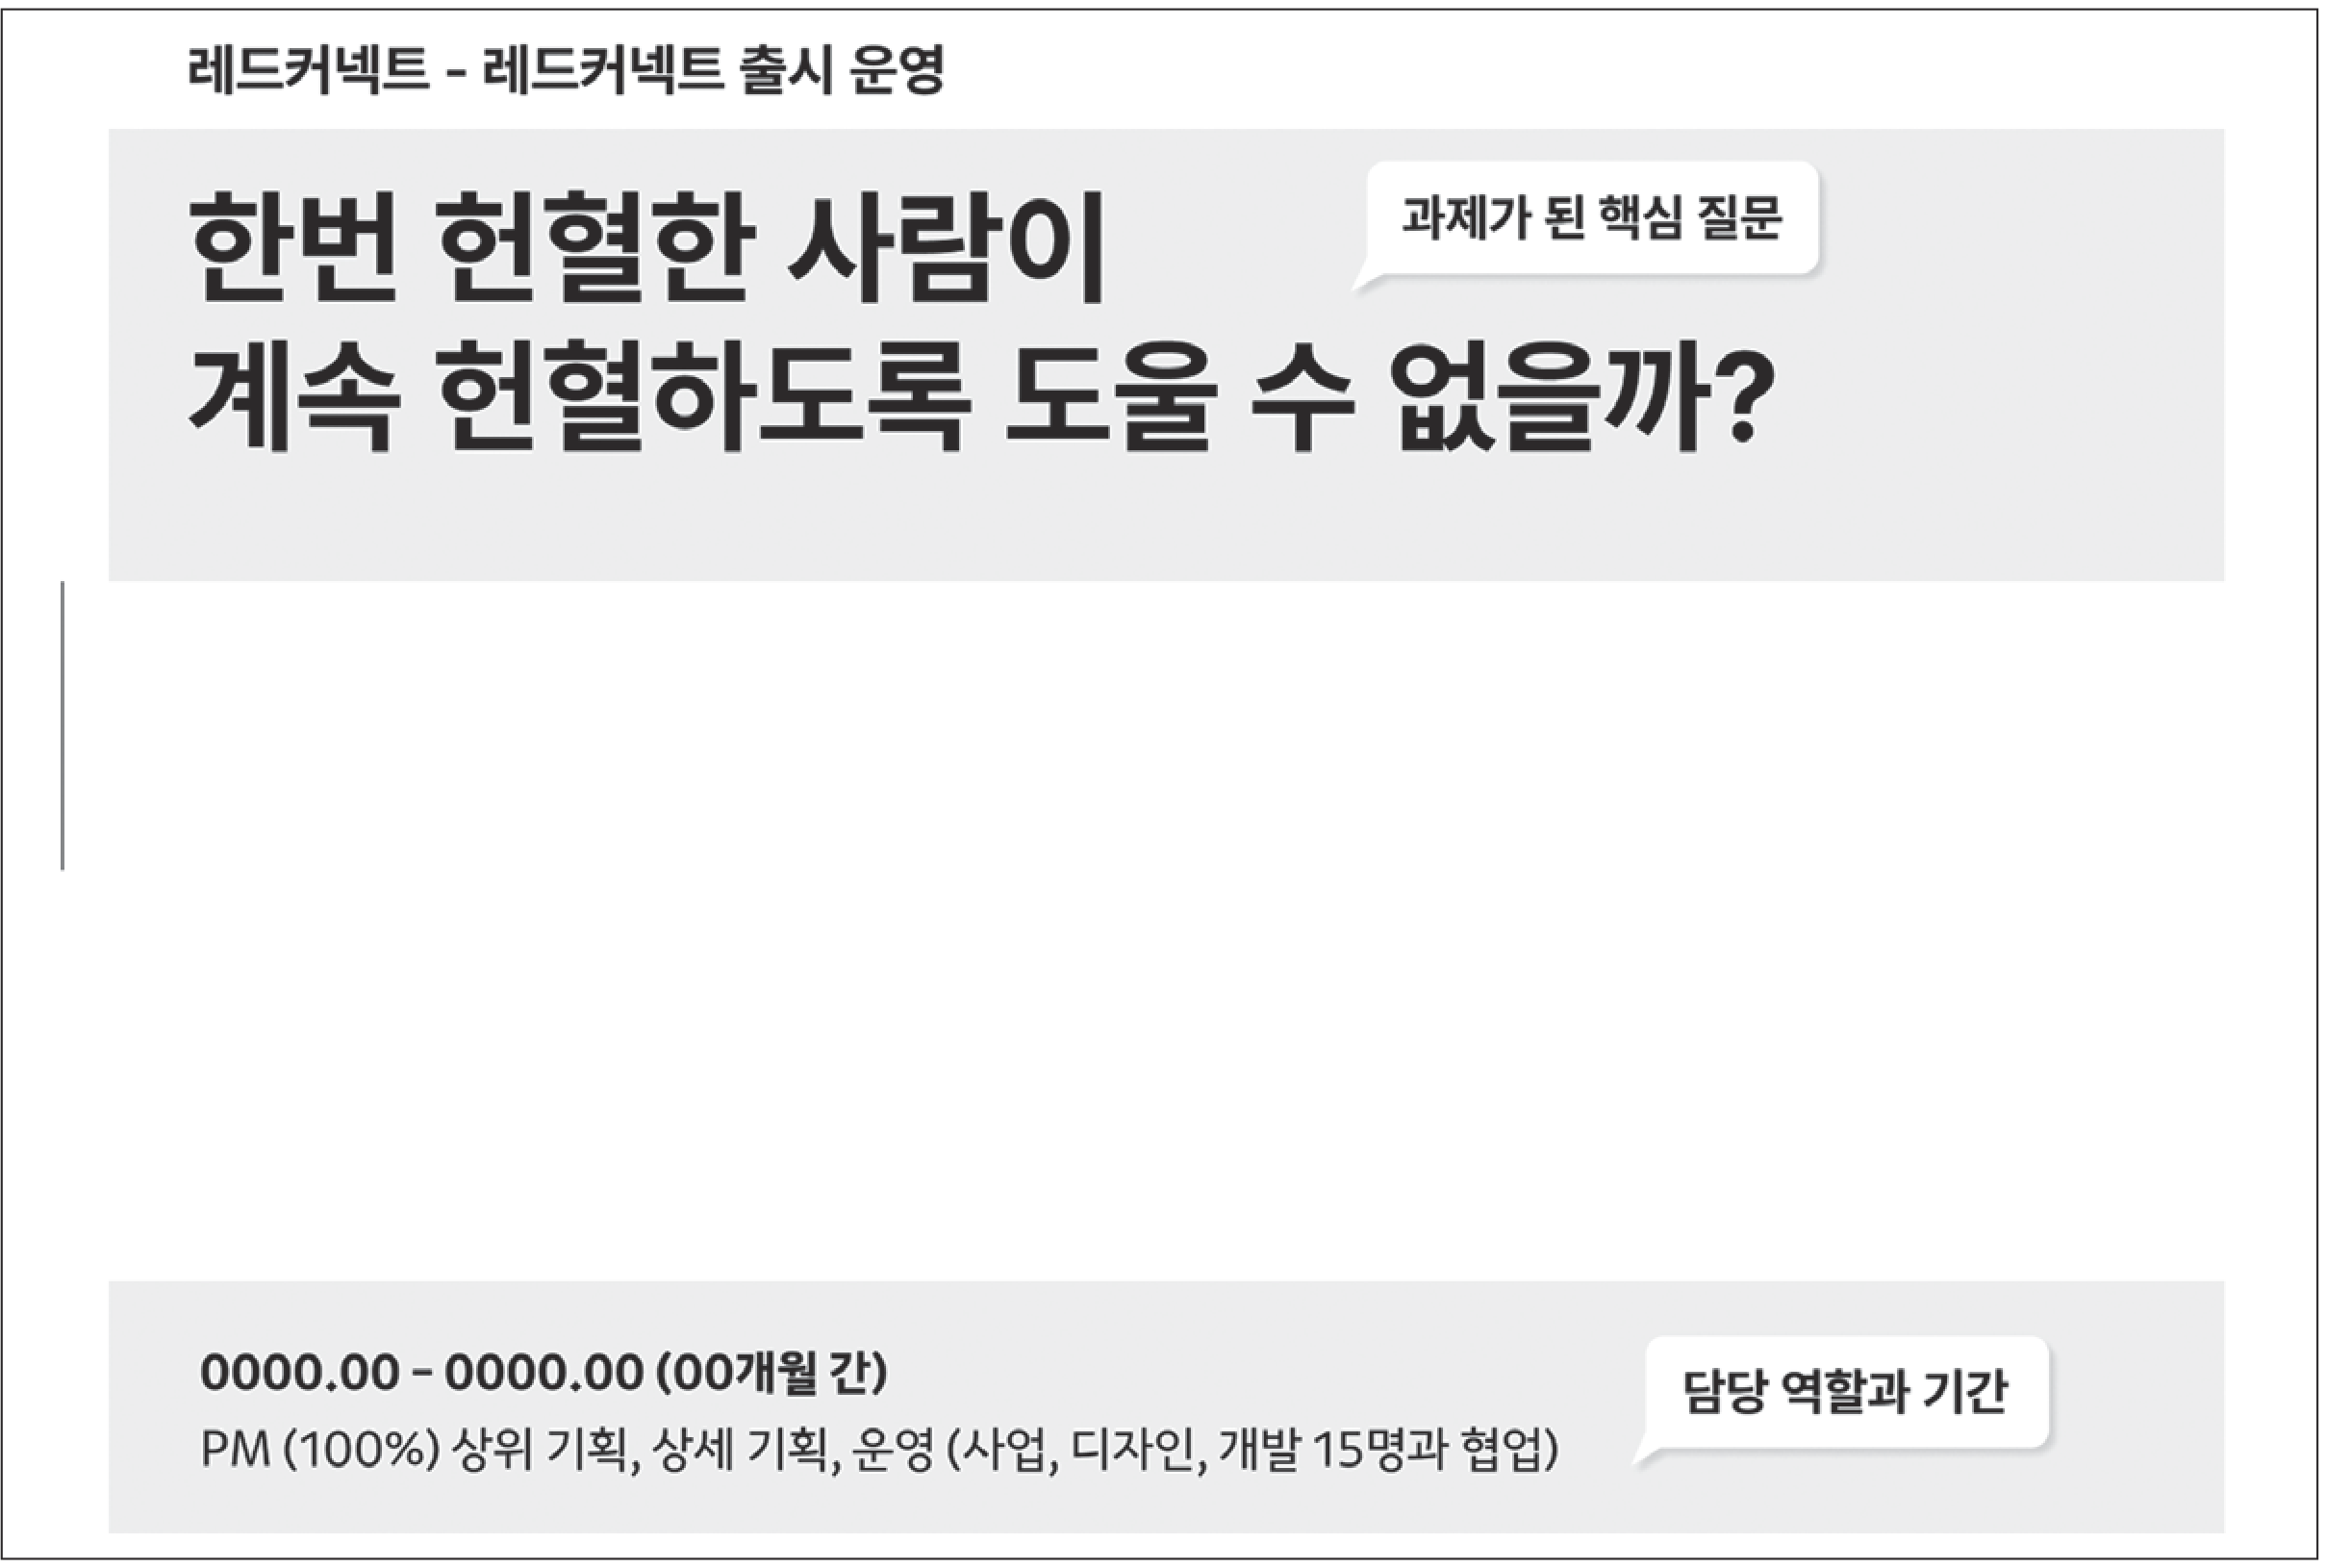 레드커넥트 - 레드커넥트 출시 운영
과제가 된 핵심 질문
한번 헌혈한 사람이
계속 헌혈하도록 도울 수 없을까?
0000.00 - 0000.00 (00개월 간)
담당 역할과 기간
PM (100%) 상위 기획, 상세 기획, 운영 (사업, 디자인, 개발 15명과 협업)